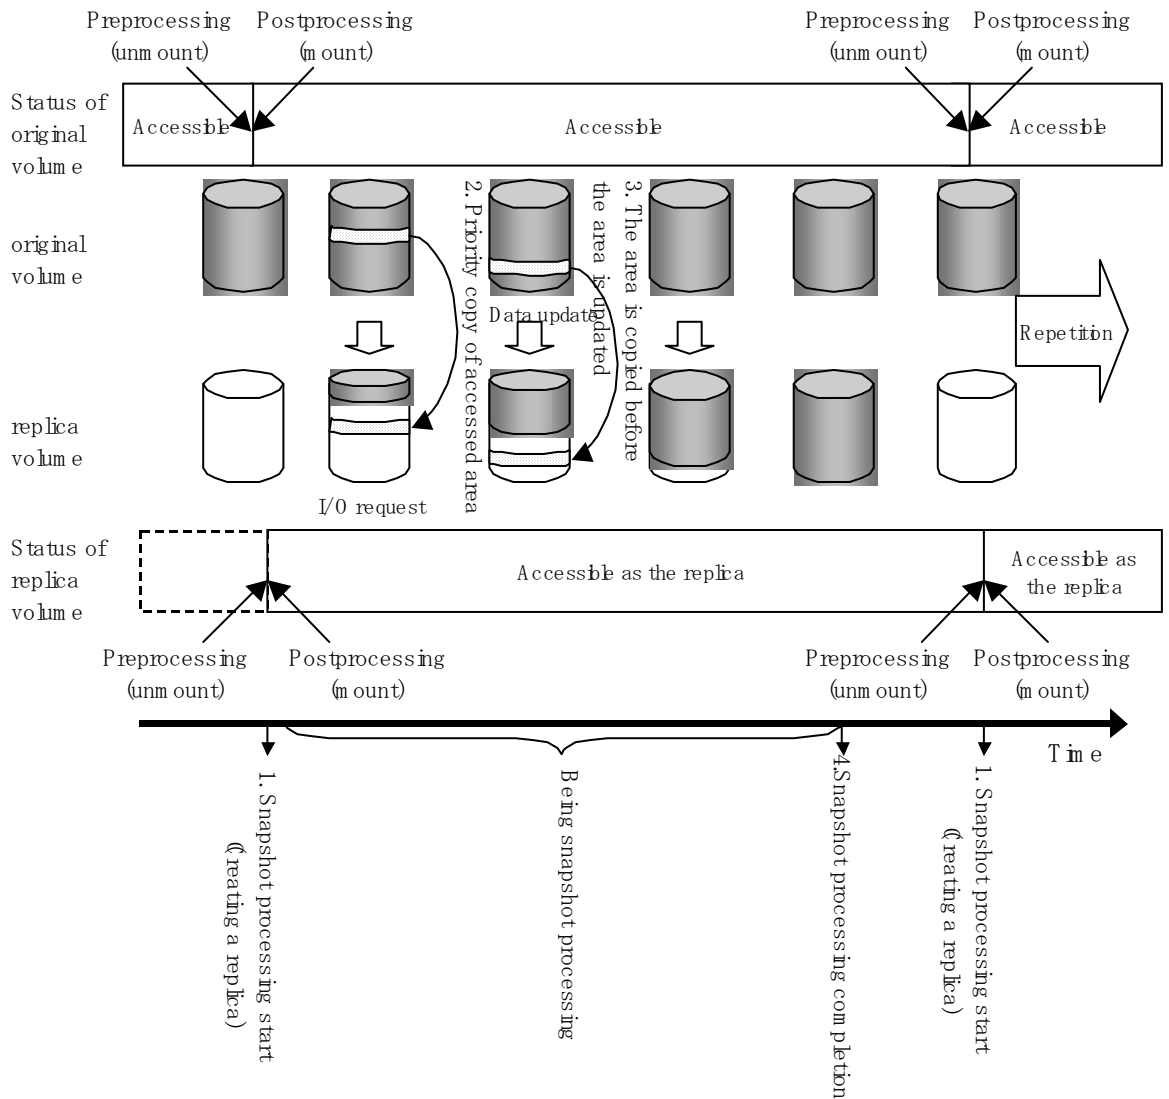 Preprocessing
(unmount)
Postprocessing
(mount)
Preprocessing
(unmount)
Postprocessing
(mount)
Status of
original
volume
Accessible
Accessible
Accessible
original
volume
2. Priority copy of accessed area
3. The area is copied before
the area is updated
Data update
Repetition
replica
volume
I/O request
Status of
replica
volume
Accessible as the replica
Accessible as
the replica
Preprocessing
(unmount)
Postprocessing
(mount)
Preprocessing
(unmount)
Postprocessing
(mount)
Time
1. Snapshot processing start
((Creating a replica)
Being snapshot processing
4.Snapshot processing completion
1. Snapshot processing start
((Creating a replica)